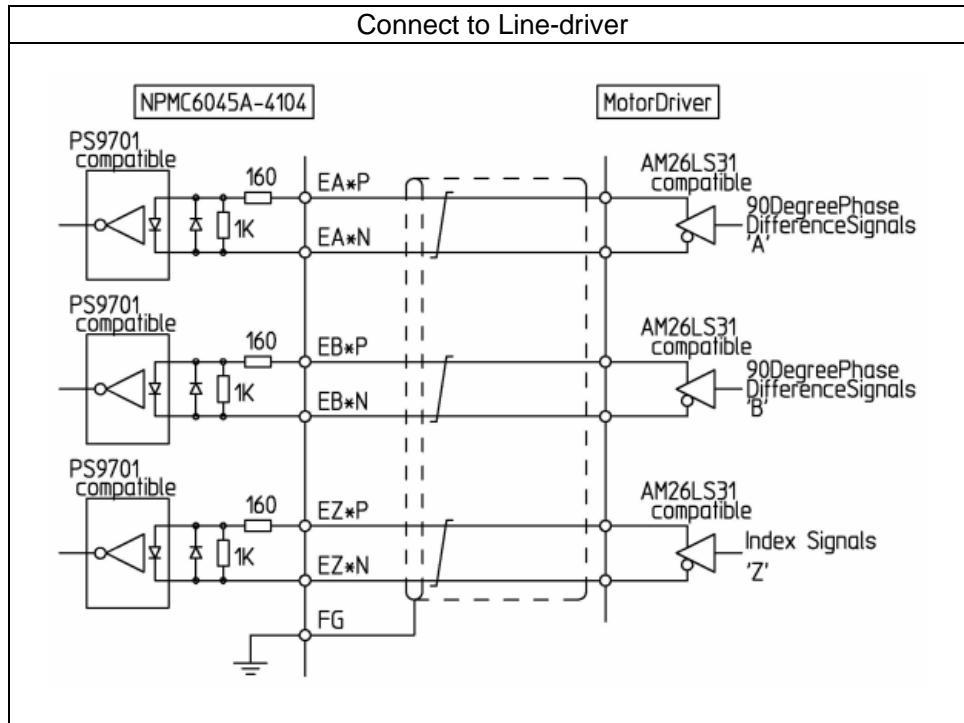 Connect to Line-driver
NPMC6045A-4104
MotorDriver
PS9701
compatible
160
EA*P
1K
EA*N
AM26LS31
compatible
90DegreePhase
DifferenceSignals
'A'
PS9701
compatible
160
EB*P
1K
EB*N
AM26LS31
compatible
90DegreePhase
DifferenceSignals
'B'
PS9701
compatible
160
EZ*P
1K
EZ*N
AM26LS31
compatible
Index Signals
'Z'
FG